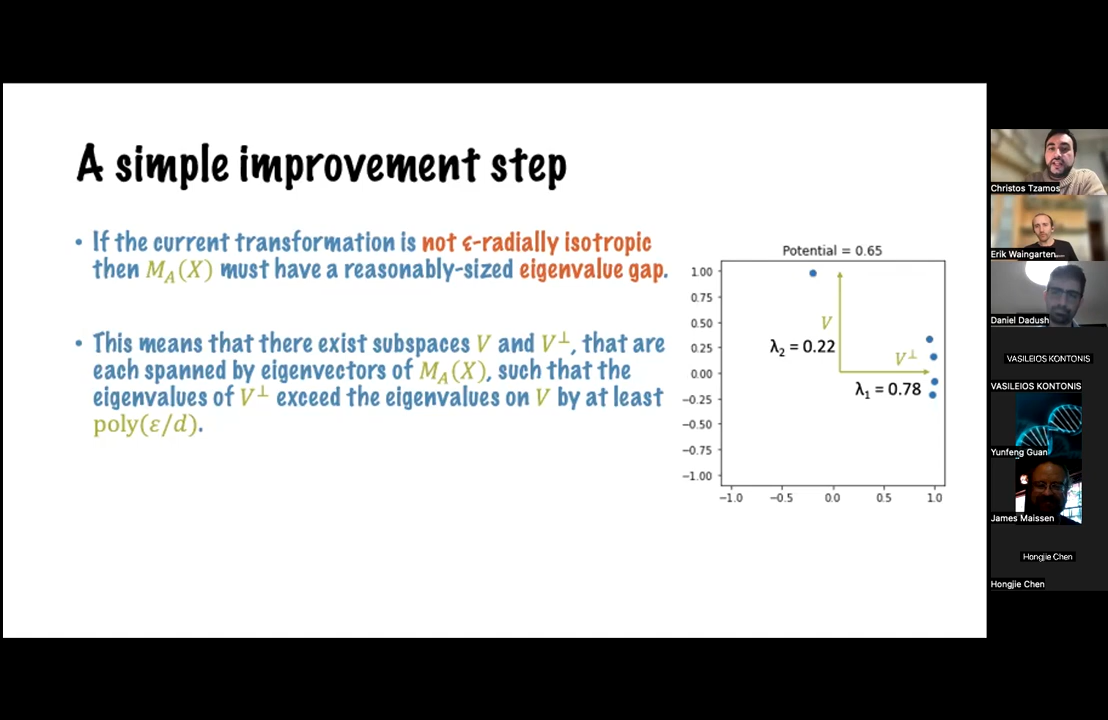 A simple improvement step
• If the current transformation is not ε-radially isotropic
then M_A(X) must have a reasonably-sized eigenvalue gap.
• This means that there exist subspaces V and V⊥, that are
each spanned by eigenvectors of M_A(X), such that the
eigenvalues of V⊥ exceed the eigenvalues on V by at least
poly(ε/d).
Potential = 0.65
1.00
0.75
0.50
0.25
0.00
−0.25
−0.50
−0.75
−1.00
−1.0 −0.5 0.0 0.5 1.0
V
λ₂ = 0.22
V⊥
λ₁ = 0.78
Christos Tzamos
Erik Waingarten
Daniel Dadush
VASILEIOS KONTONIS
VASILEIOS KONTONIS
Yunfeng Guan
James Maissen
Hongjie Chen
Hongjie Chen